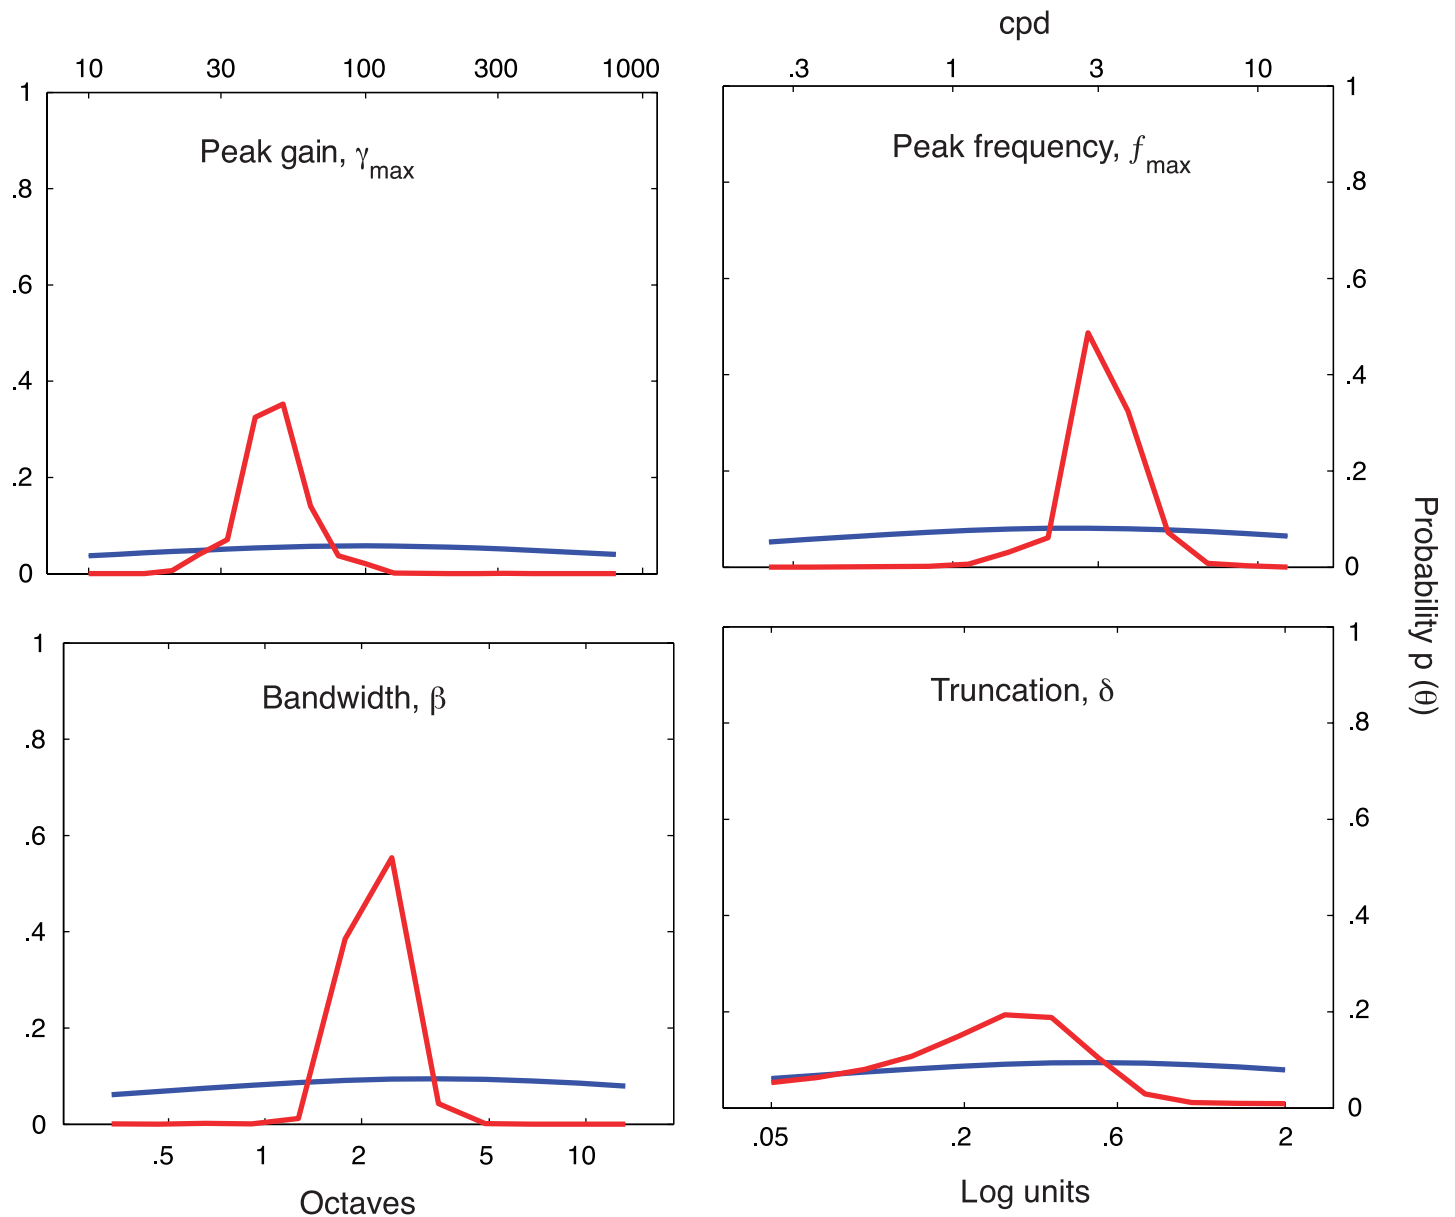 cpd
10 30 100 300 1000
.3 1 3 10
1
.8
.6
.4
.2
0
Peak gain, γmax
Peak frequency, fmax
1
.8
.6
.4
.2
0
1
.8
.6
.4
.2
0
Bandwidth, β
.5 1 2 5 10
Octaves
Truncation, δ
1
.8
.6
.4
.2
0
.05 .2 .6 2
Log units
Probability p (θ)